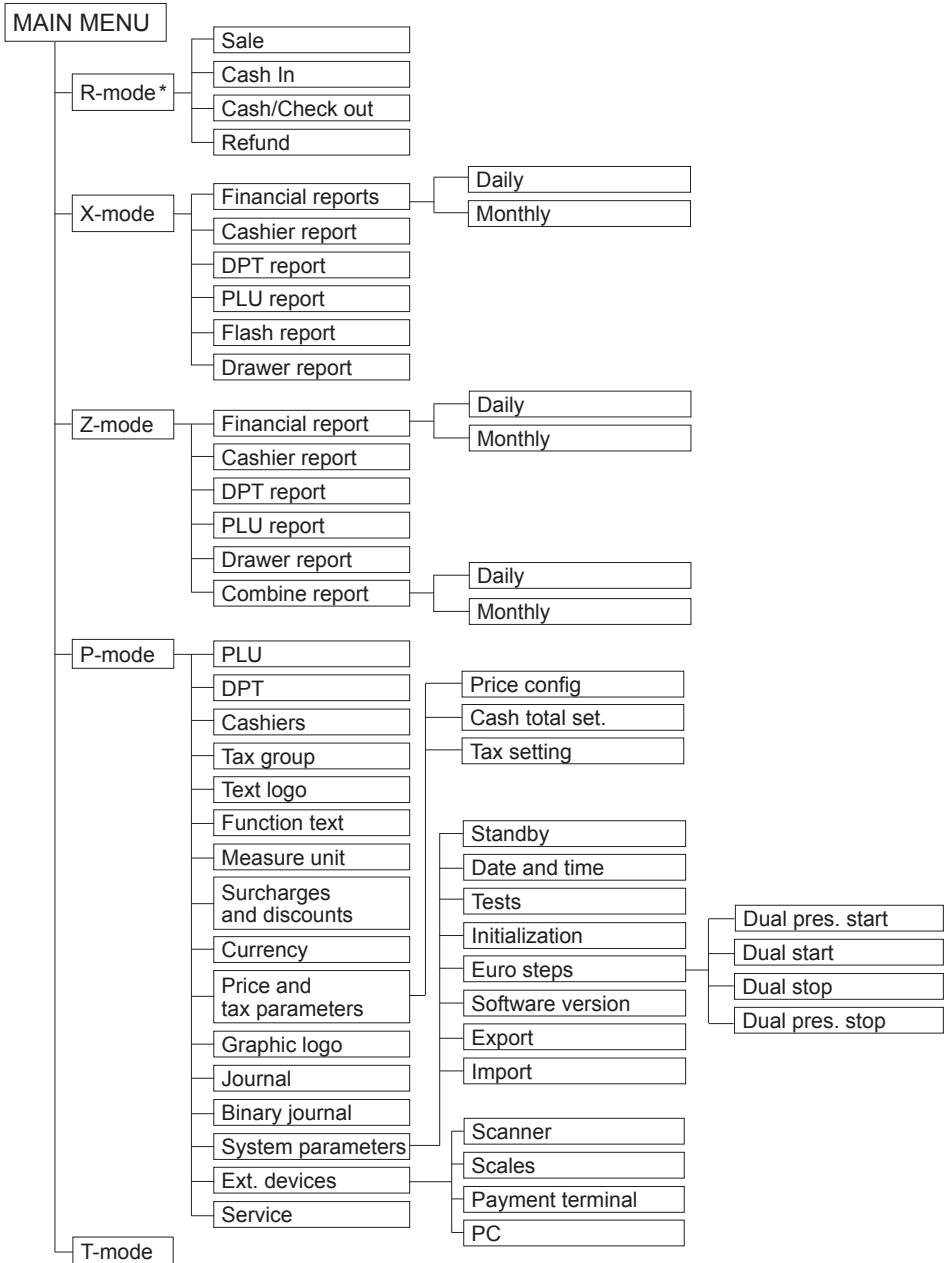 MAIN MENU
R-mode*
Sale
Cash In
Cash/Check out
Refund
X-mode
Financial reports
Daily
Monthly
Cashier report
DPT report
PLU report
Flash report
Drawer report
Z-mode
Financial report
Daily
Monthly
Cashier report
DPT report
PLU report
Drawer report
Combine report
Daily
Monthly
P-mode
PLU
DPT
Cashiers
Tax group
Text logo
Function text
Measure unit
Surcharges
and discounts
Currency
Price and
tax parameters
Price config
Cash total set.
Tax setting
Graphic logo
Journal
Binary journal
System parameters
Standby
Date and time
Tests
Initialization
Euro steps
Dual pres. start
Dual start
Dual stop
Dual pres. stop
Software version
Export
Import
Ext. devices
Scanner
Scales
Payment terminal
PC
Service
T-mode